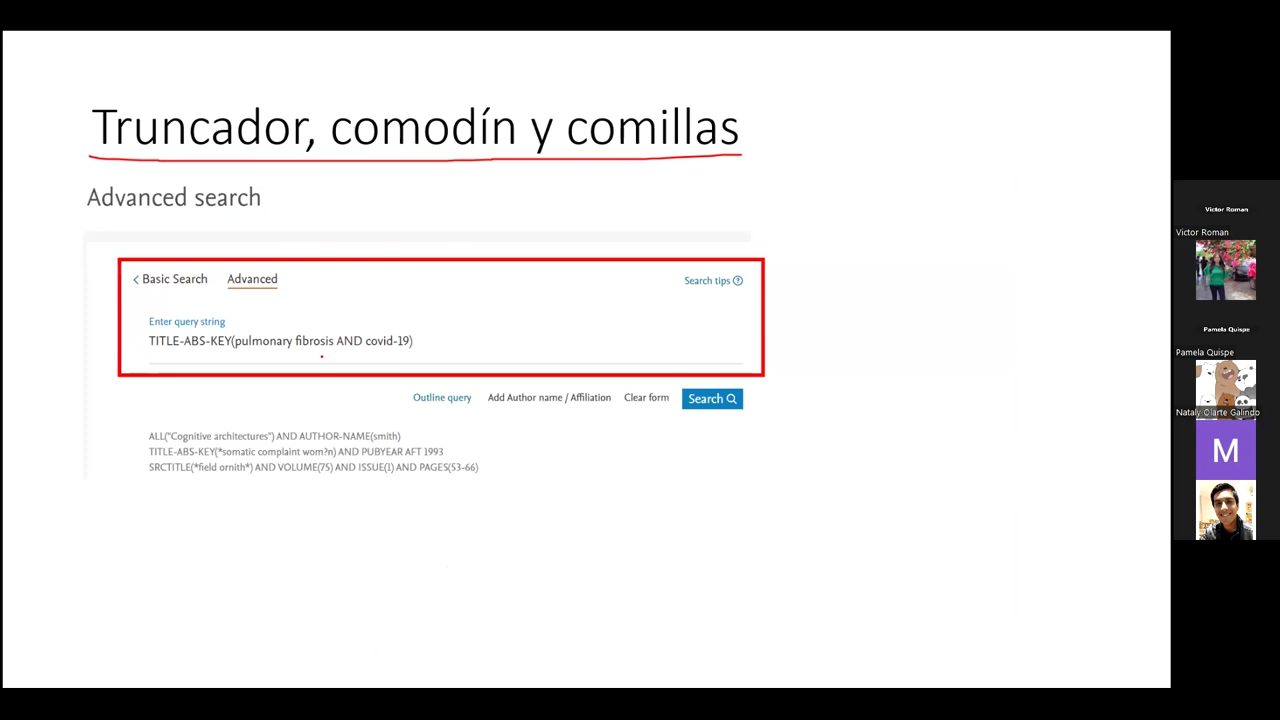 Truncador, comodín y comillas
Advanced search
< Basic Search Advanced Search tips ?
Enter query string
TITLE-ABS-KEY(pulmonary fibrosis AND covid-19)
Outline query Add Author name / Affiliation Clear form Search
ALL("Cognitive architectures") AND AUTHOR-NAME(smith)
TITLE-ABS-KEY(*somatic complaint wom?n) AND PUBYEAR AFT 1993
SRCTITLE(*field ornith*) AND VOLUME(75) AND ISSUE(1) AND PAGES(53-66)
Victor Roman
Victor Roman
Pamela Quispe
Pamela Quispe
Nataly Olarte Galindo
M